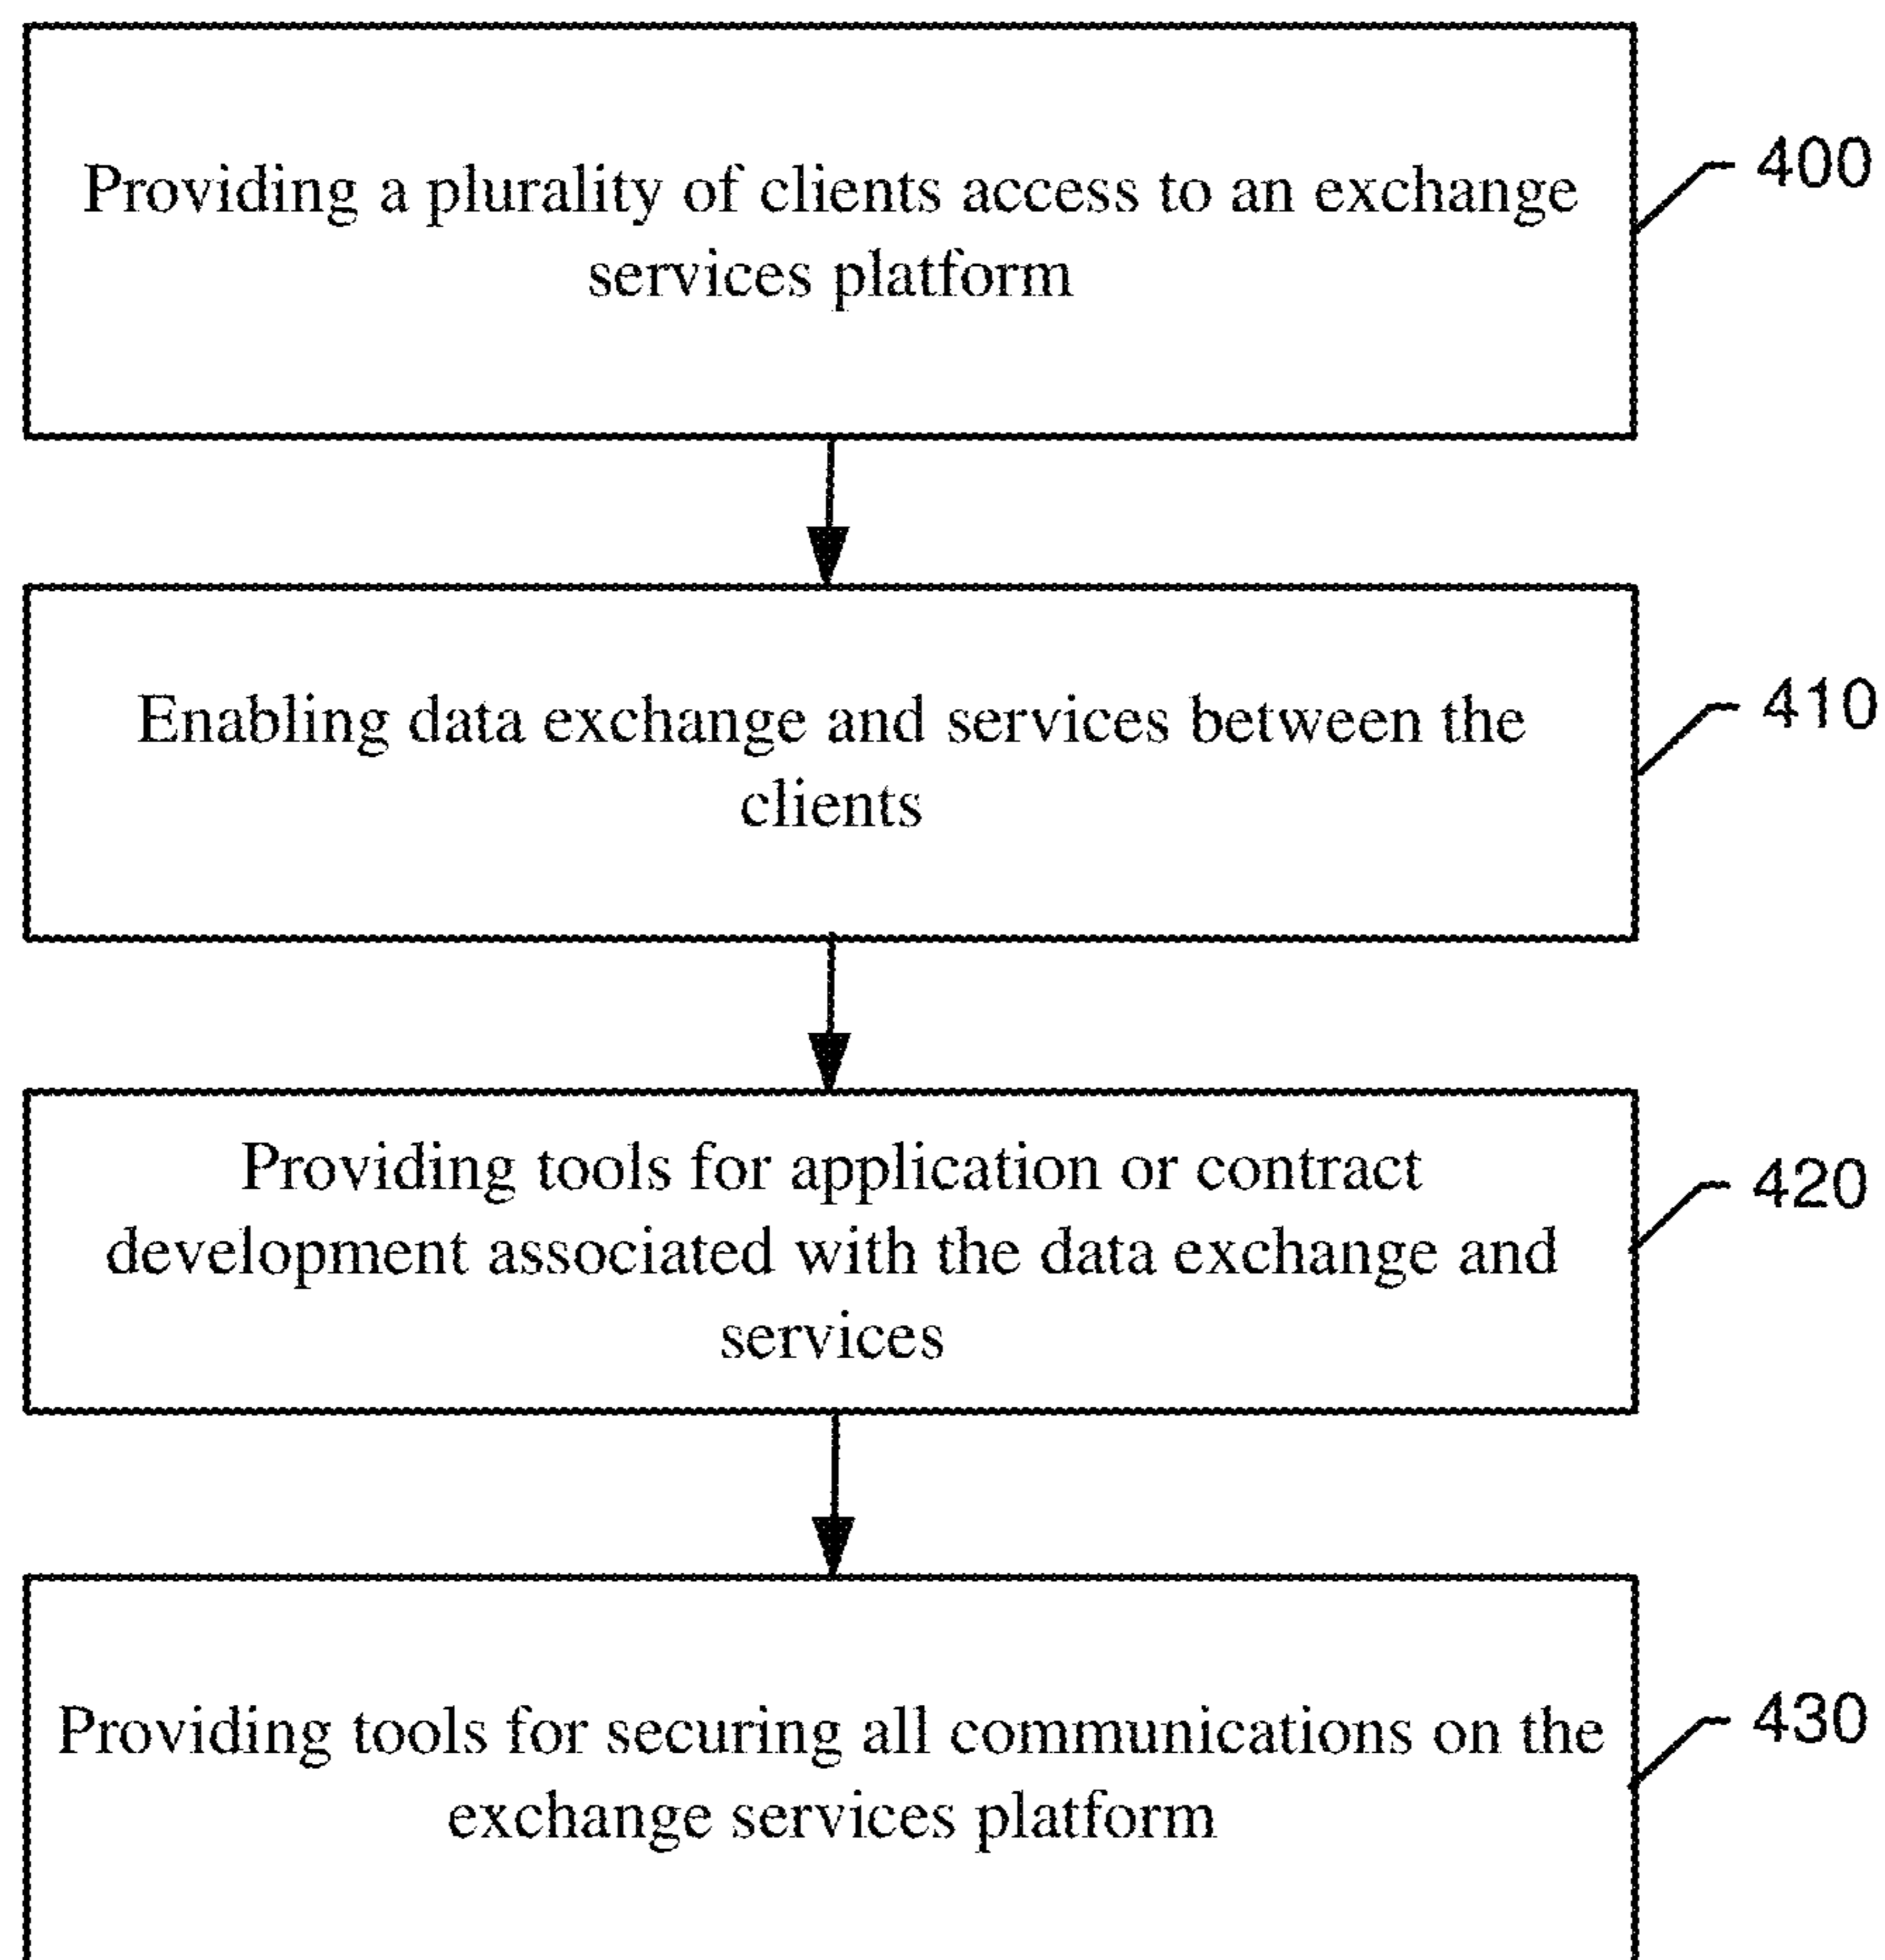 Providing a plurality of clients access to an exchange
services platform
400
Enabling data exchange and services between the
clients
410
Providing tools for application or contract
development associated with the data exchange and
services
420
Providing tools for securing all communications on the
exchange services platform
430